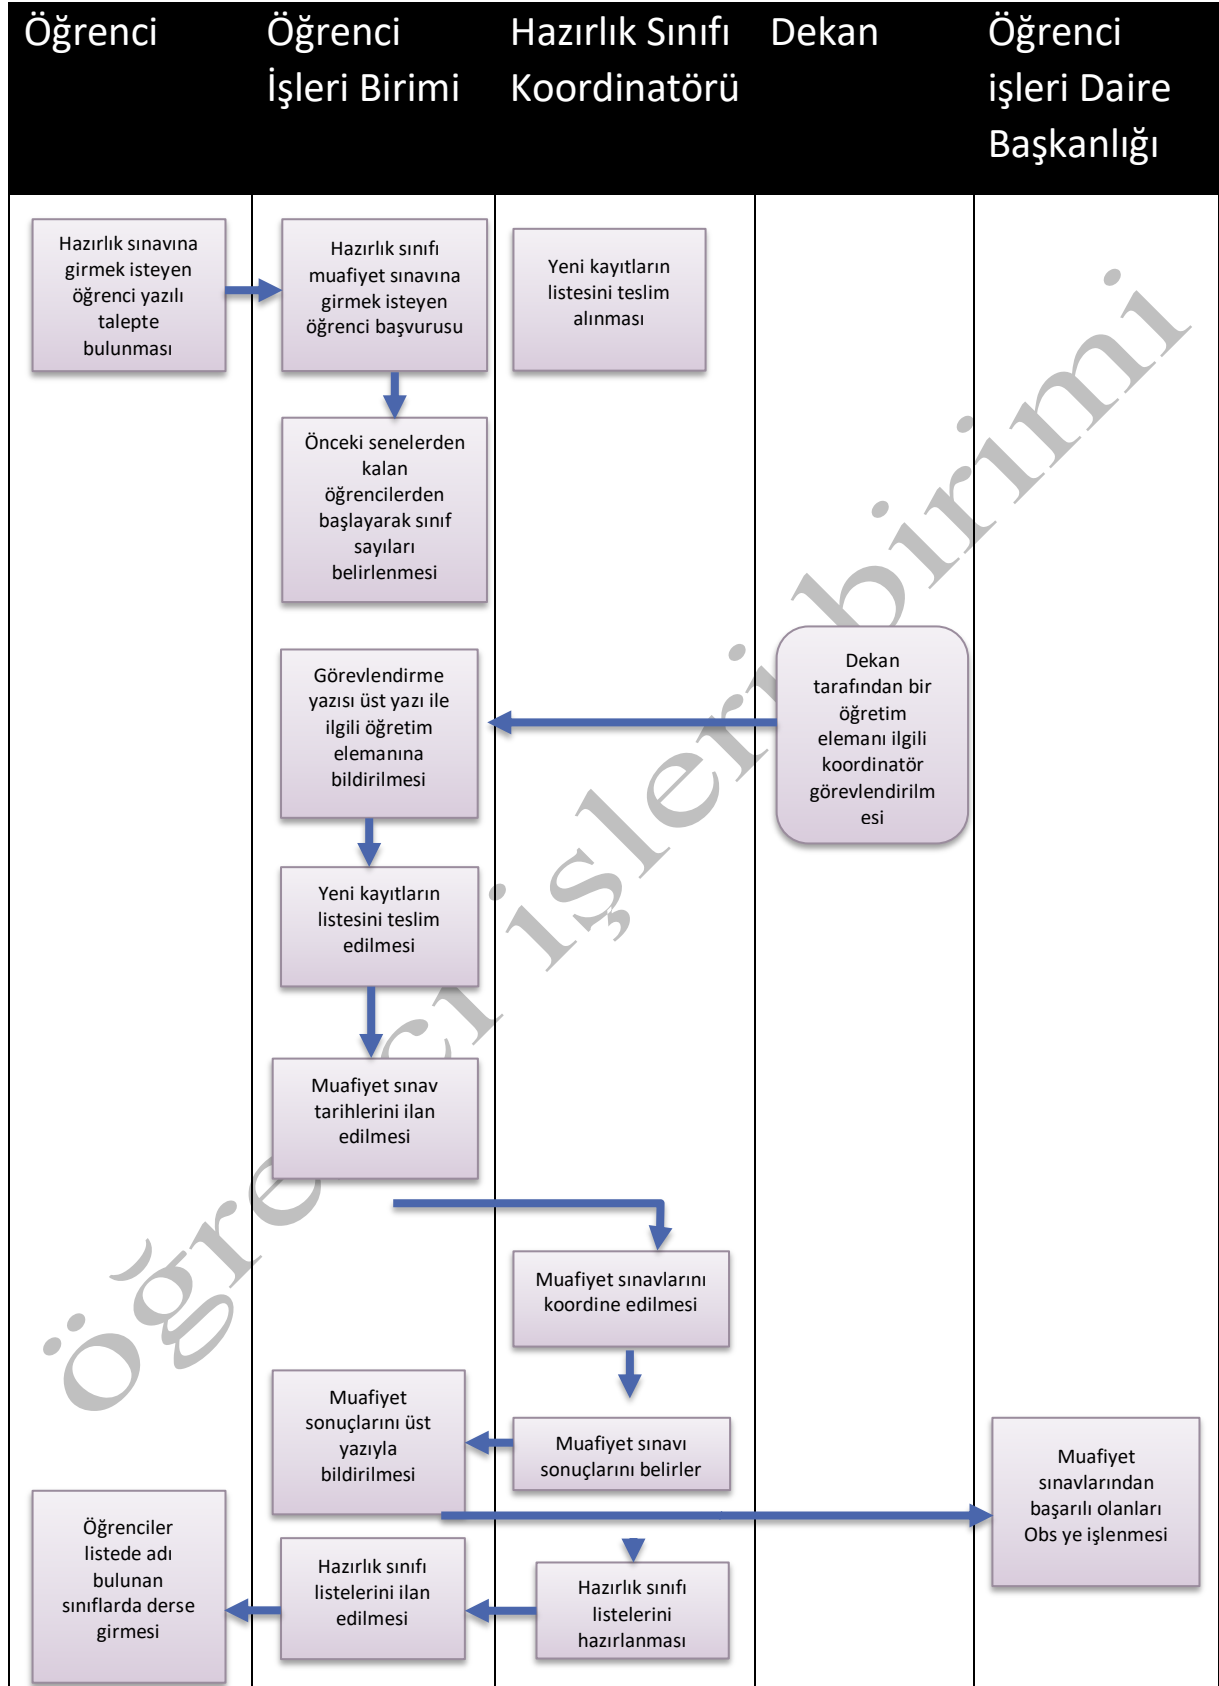 Öğrenci
Öğrenci
İşleri Birimi
Hazırlık Sınıfı
Koordinatörü
Dekan
Öğrenci
işleri Daire
Başkanlığı
Hazırlık sınavına
girmek isteyen
öğrenci yazılı
talepte
bulunması
Hazırlık sınıfı
muafiyet sınavına
girmek isteyen
öğrenci başvurusu
Yeni kayıtların
listesini teslim
alınması
Önceki senelerden
kalan
öğrencilerden
başlayarak sınıf
sayıları
belirlenmesi
Görevlendirme
yazısı üst yazı ile
ilgili öğretim
elemanına
bildirilmesi
Dekan
tarafından bir
öğretim
elemanı ilgili
koordinatör
görevlendirilm
esi
Yeni kayıtların
listesini teslim
edilmesi
Muafiyet sınav
tarihlerini ilan
edilmesi
Muafiyet sınavlarını
koordine edilmesi
Muafiyet
sonuçlarını üst
yazıyla
bildirilmesi
Muafiyet sınavı
sonuçlarını belirler
Muafiyet
sınavlarından
başarılı olanları
Obs ye işlenmesi
Öğrenciler
listede adı
bulunan
sınıflarda derse
girmesi
Hazırlık sınıfı
listelerini ilan
edilmesi
Hazırlık sınıfı
listelerini
hazırlanması
öğrenci işleri birimi